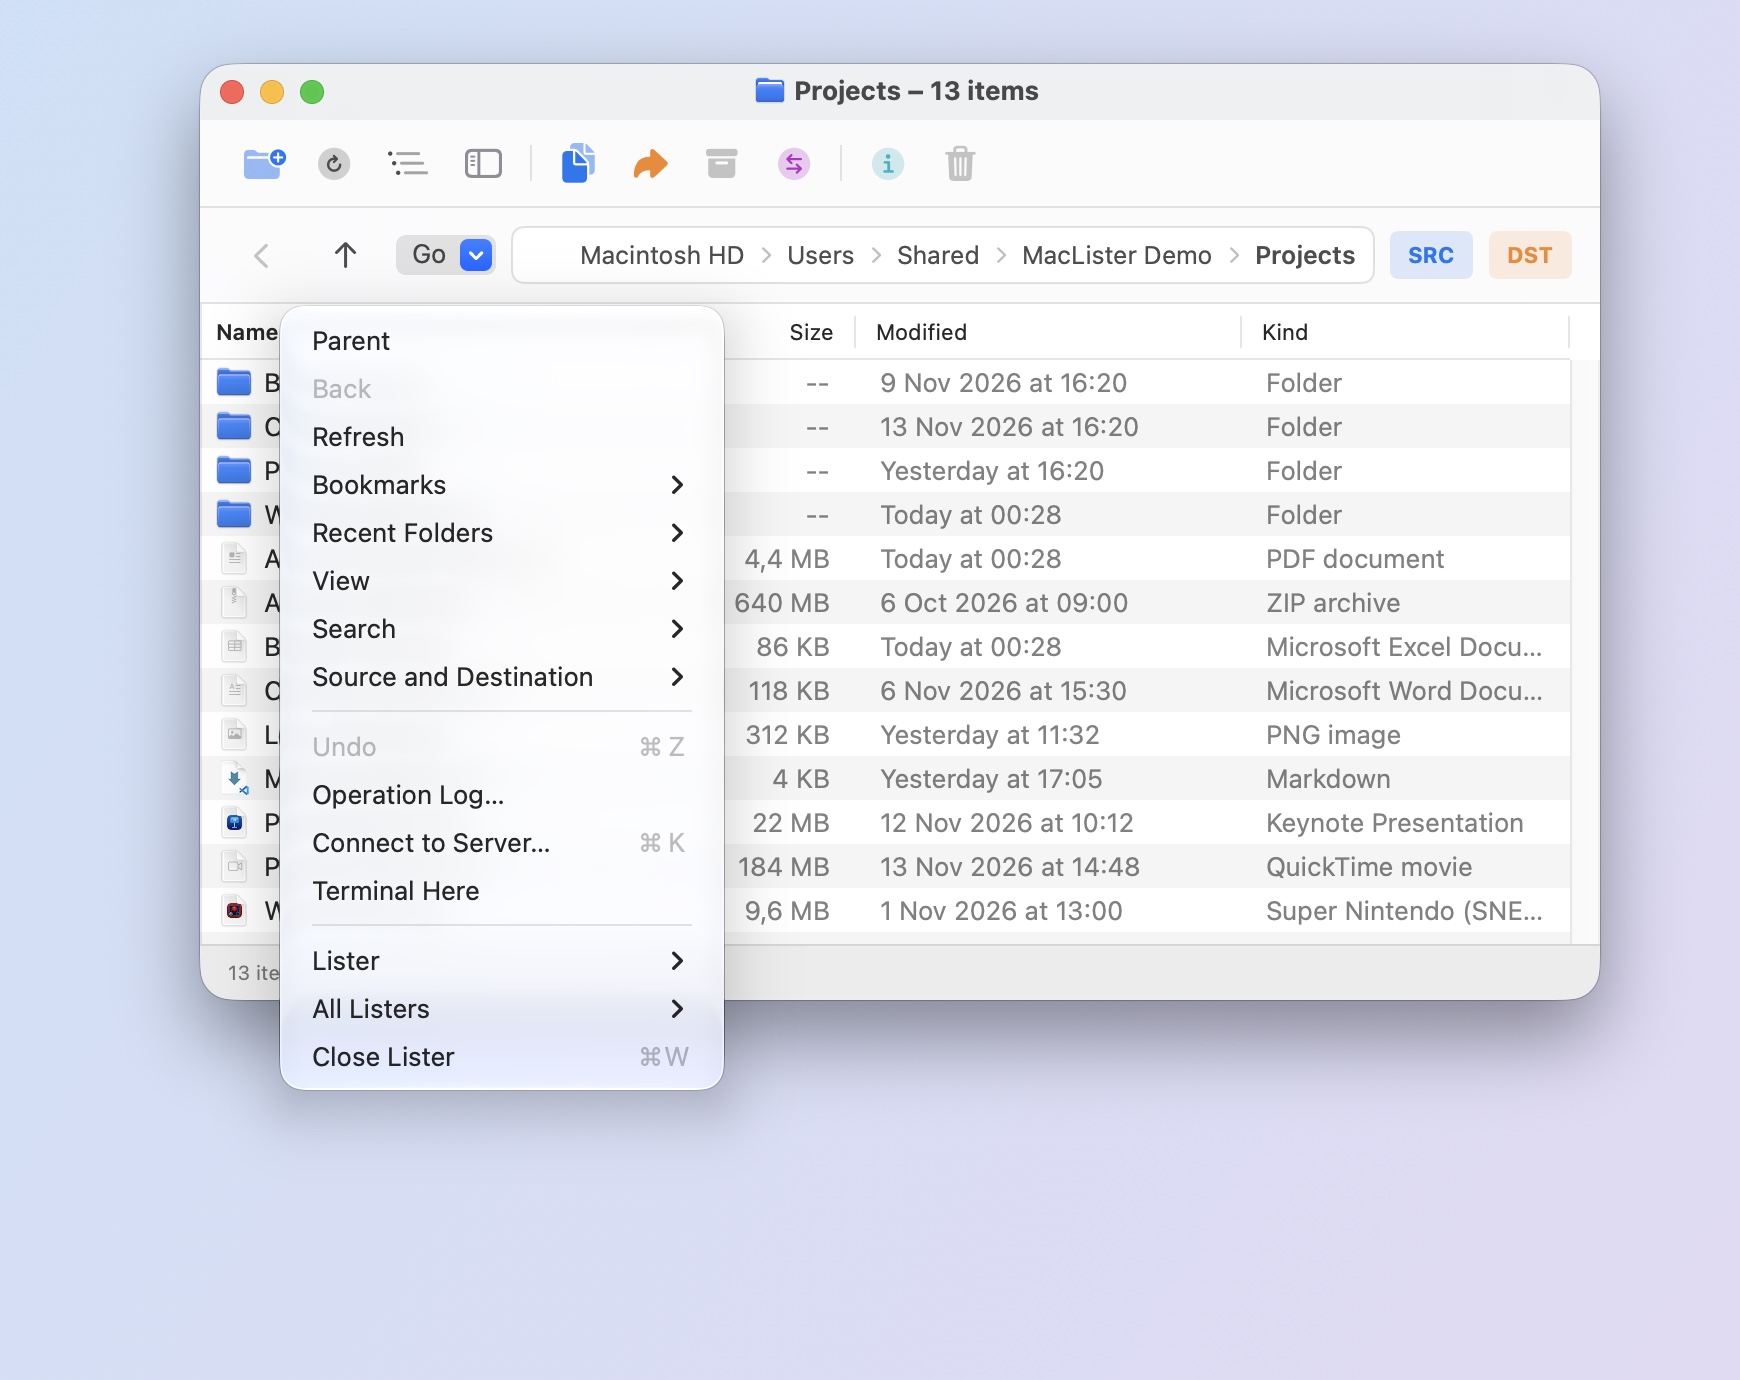 Projects – 13 items
Go
Macintosh HD › Users › Shared › MacLister Demo › Projects
SRC
DST
Name Size Modified Kind
Parent
Back
Refresh
Bookmarks
Recent Folders
View
Search
Source and Destination
Undo ⌘ Z
Operation Log...
Connect to Server... ⌘ K
Terminal Here
Lister
All Listers
Close Lister ⌘W
B -- 9 Nov 2026 at 16:20 Folder
-- 13 Nov 2026 at 16:20 Folder
P -- Yesterday at 16:20 Folder
W -- Today at 00:28 Folder
A 4,4 MB Today at 00:28 PDF document
A 640 MB 6 Oct 2026 at 09:00 ZIP archive
B 86 KB Today at 00:28 Microsoft Excel Docu...
118 KB 6 Nov 2026 at 15:30 Microsoft Word Docu...
L 312 KB Yesterday at 11:32 PNG image
M 4 KB Yesterday at 17:05 Markdown
P 22 MB 12 Nov 2026 at 10:12 Keynote Presentation
P 184 MB 13 Nov 2026 at 14:48 QuickTime movie
W 9,6 MB 1 Nov 2026 at 13:00 Super Nintendo (SNE...
13 ite